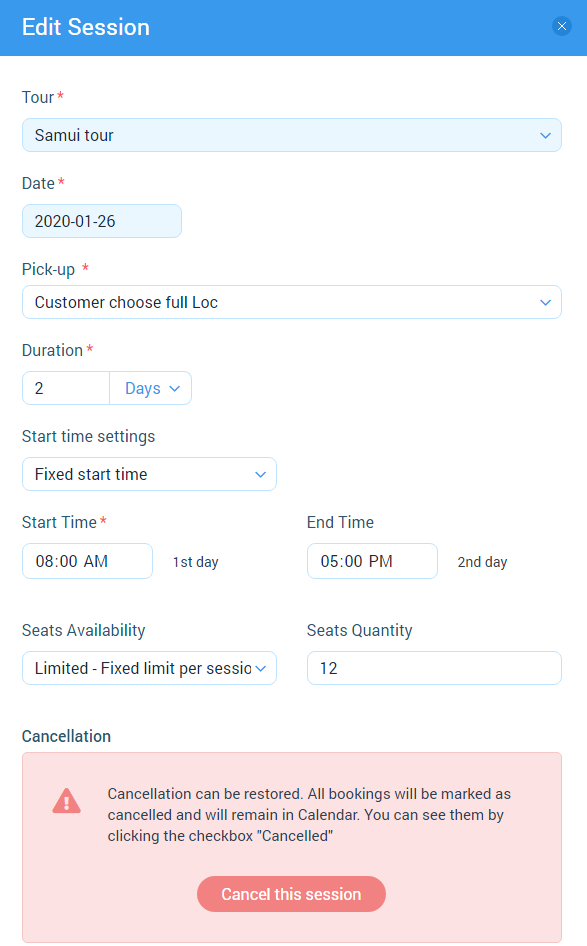 Edit Session
Tour *
Samui tour
Date *
2020-01-26
Pick-up *
Customer choose full Loc
Duration *
2 Days
Start time settings
Fixed start time
Start Time * End Time
08:00 AM 1st day 05:00 PM 2nd day
Seats Availability Seats Quantity
Limited - Fixed limit per sessio 12
Cancellation
Cancellation can be restored. All bookings will be marked as
cancelled and will remain in Calendar. You can see them by
clicking the checkbox "Cancelled"
Cancel this session